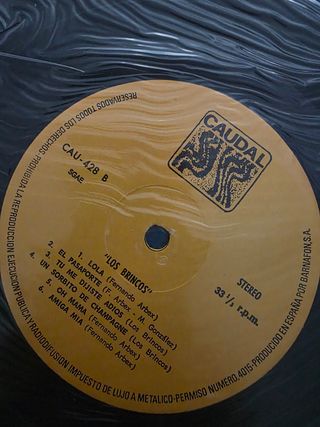 CAUDAL
CAU-428 B
SGAE
"LOS BRINCOS"
1. LOLA (Fernando Arbex)
2. EL PASAPORTE (F. Arbex - M. González)
3. TU ME QUISTE AYOS (Los Brincos)
4. UN SORBITO DE CHAMPAGNE (Los Brincos)
5. OH MAMA (Fernando Arbex)
6. AMIGA MIA (Fernando Arbex)
STEREO
33 ⅓ r.p.m.
RESERVADOS TODOS LOS DERECHOS PROHIBIDA LA REPRODUCCION EJECUCION PUBLICA Y RADIODIFUSION IMPUESTO DE LUJO A METALICO-PERMISO NUMERO. 4015 PRODUCIDO EN ESPAÑA POR BARNAFON, S.A.